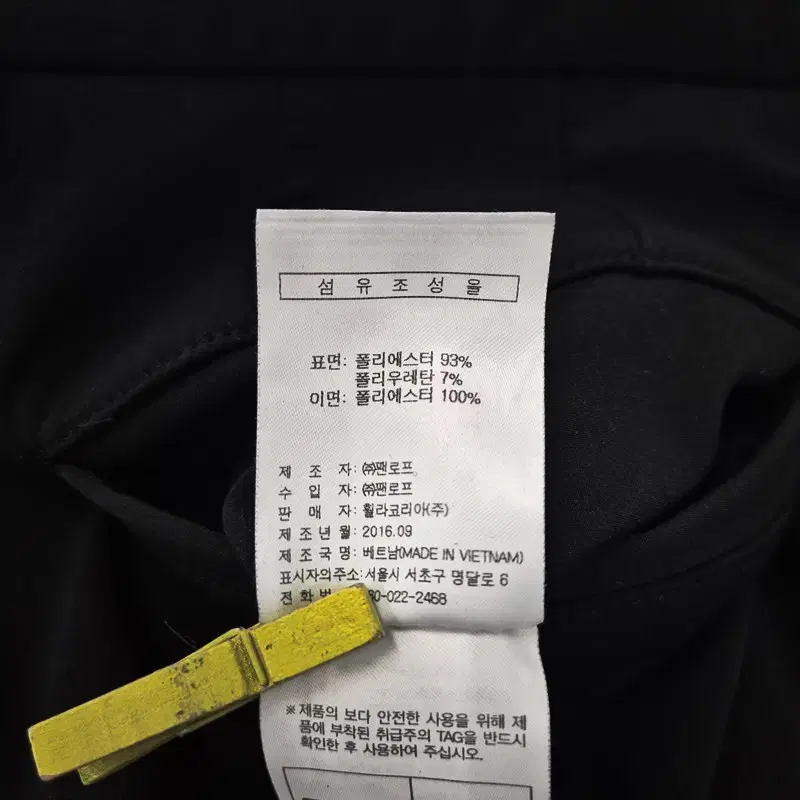 섬 유 조 성 율
표면: 폴리에스터 93%
폴리우레탄 7%
이면: 폴리에스터 100%
제 조 자: ㈜팬로프
수 입 자: ㈜팬로프
판 매 자: 휠라코리아(주)
제 조 년 월: 2016.09
제 조 국 명: 베트남(MADE IN VIETNAM)
표시자의주소: 서울시 서초구 명달로 6
전 화 번 80-022-2468
※ 제품의 보다 안전한 사용을 위해 제
품에 부착된 취급주의 TAG을 반드시
확인한 후 사용하여 주십시오.